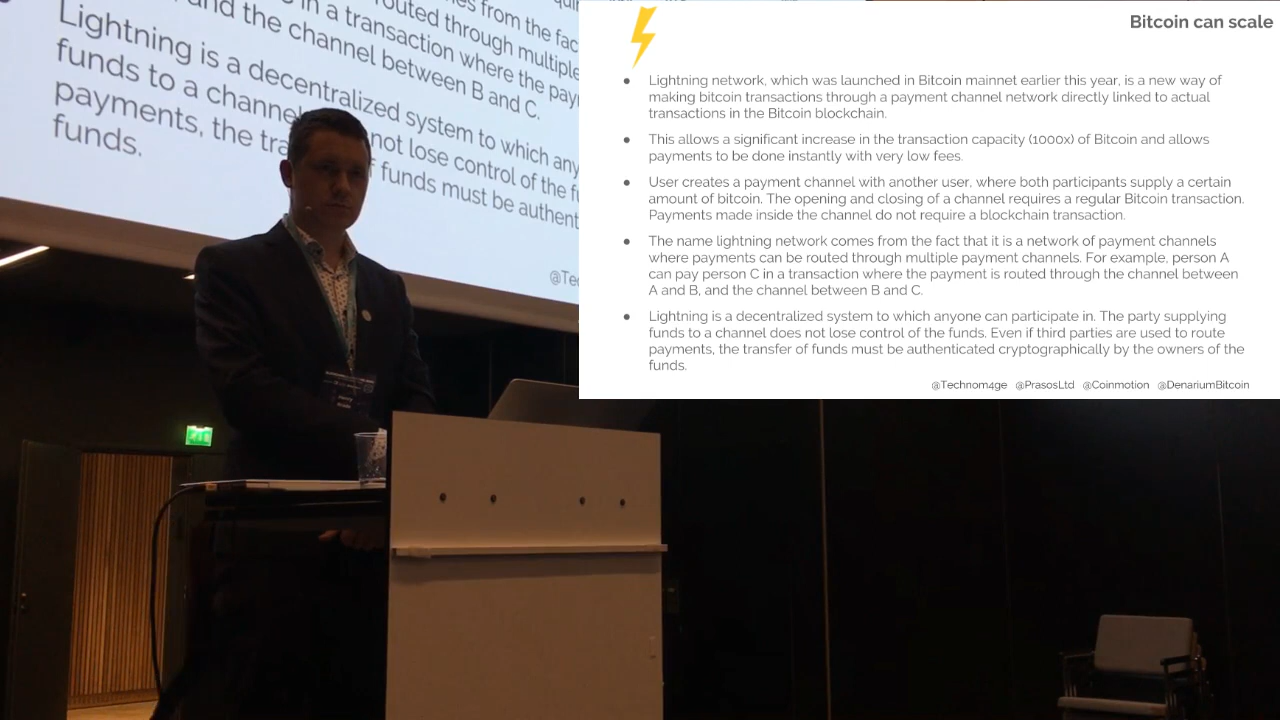 from the
routed through multiple
in a transaction where the
and the channel between B and C.
Lightning is a decentralized system to which any
funds to a channel not lose control of the f
payments, the tra f funds must be authent
funds.
@Te
Bitcoin can scale
● Lightning network, which was launched in Bitcoin mainnet earlier this year, is a new way of
making bitcoin transactions through a payment channel network directly linked to actual
transactions in the Bitcoin blockchain.
● This allows a significant increase in the transaction capacity (1000x) of Bitcoin and allows
payments to be done instantly with very low fees.
● User creates a payment channel with another user, where both participants supply a certain
amount of bitcoin. The opening and closing of a channel requires a regular Bitcoin transaction.
Payments made inside the channel do not require a blockchain transaction.
● The name lightning network comes from the fact that it is a network of payment channels
where payments can be routed through multiple payment channels. For example, person A
can pay person C in a transaction where the payment is routed through the channel between
A and B, and the channel between B and C.
● Lightning is a decentralized system to which anyone can participate in. The party supplying
funds to a channel does not lose control of the funds. Even if third parties are used to route
payments, the transfer of funds must be authenticated cryptographically by the owners of the
funds.
@Technom4ge @PrasosLtd @Coinmotion @DenariumBitcoin